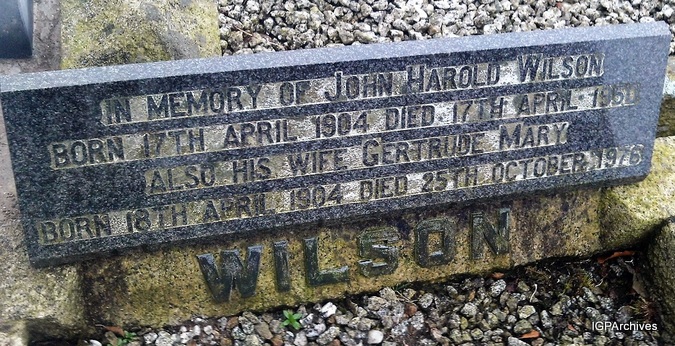 IN MEMORY OF JOHN HAROLD WILSON
BORN 17TH APRIL 1904 DIED 17TH APRIL
ALSO HIS WIFE GERTRUDE MARY
BORN 18TH APRIL 1904 DIED 25TH OCTOBER 1976
WILSON
IGPArchives